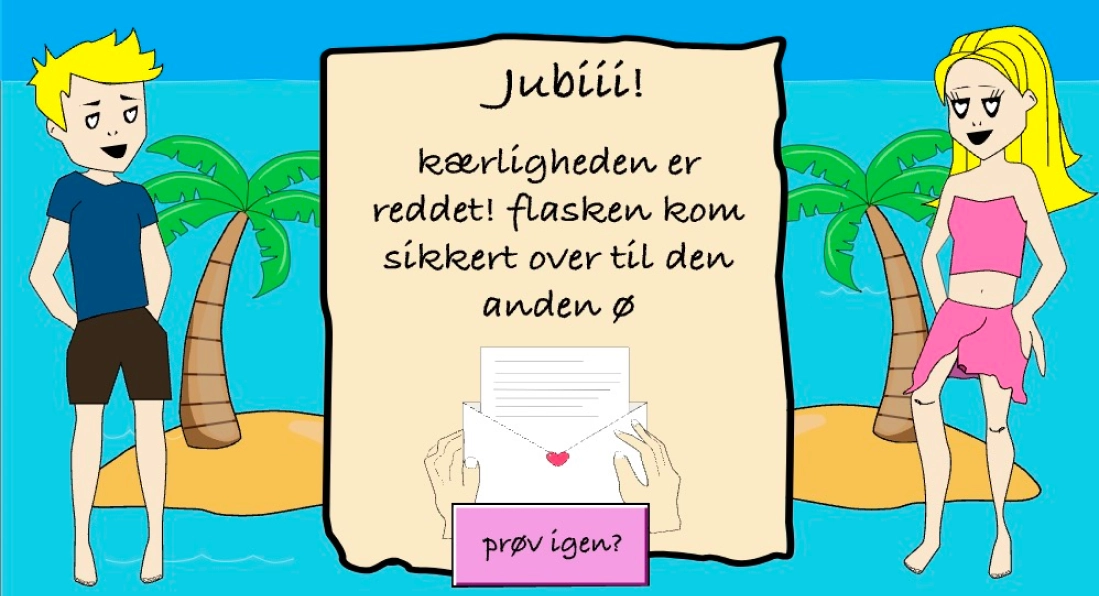 Jubiii!
kærligheden er
reddet! flasken kom
sikkert over til den
anden ø
prøv igen?